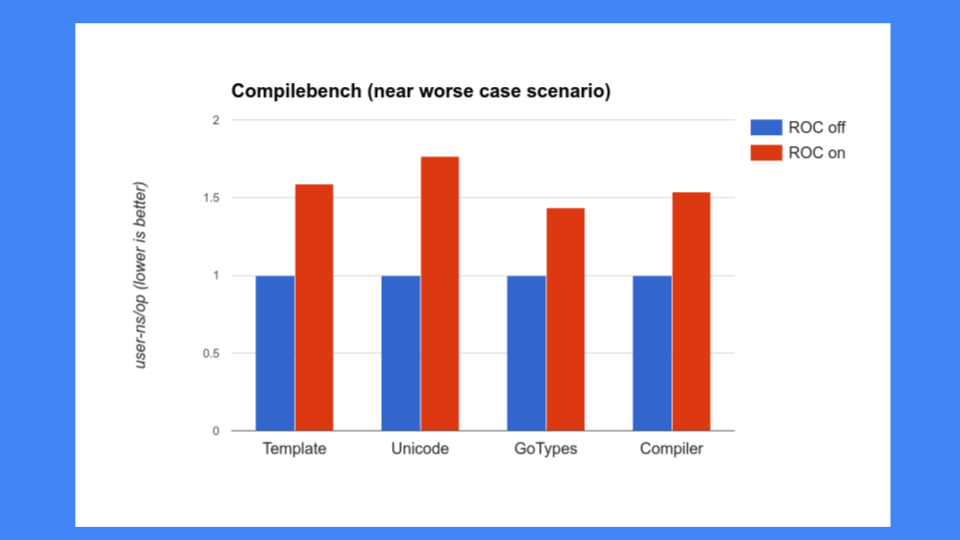 Compilebench (near worse case scenario)
ROC off
ROC on
user-ns/op (lower is better)
2
1.5
1
0.5
0
Template
Unicode
GoTypes
Compiler